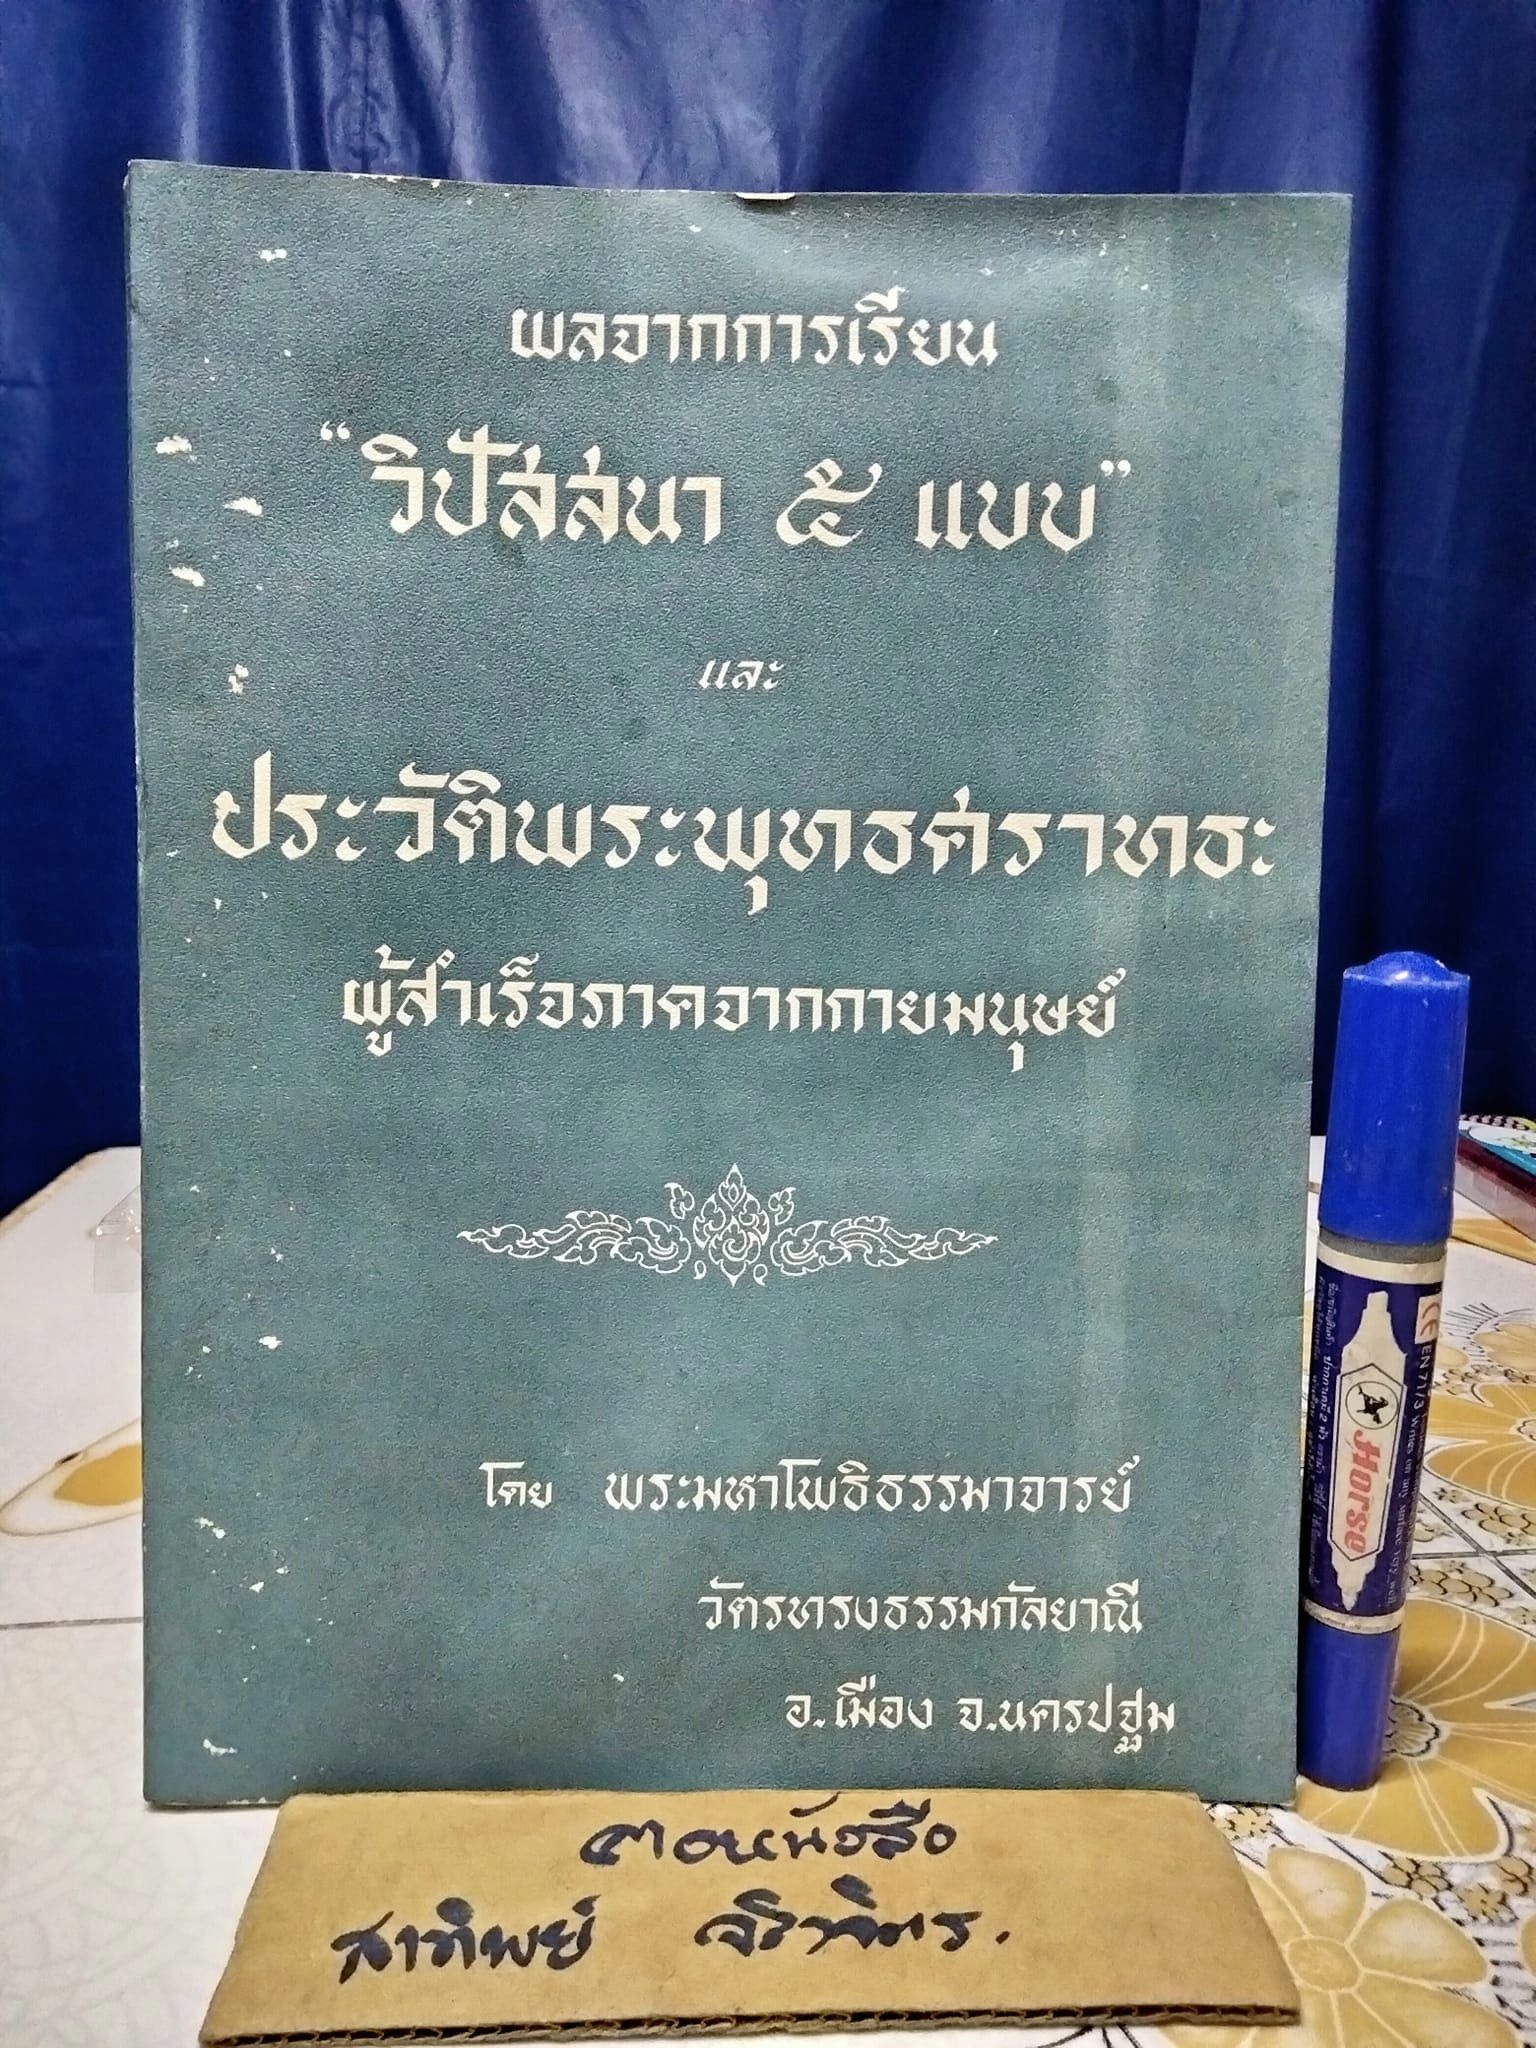 ผลจากการเรียน
“วิปัสสนา ๕ แบบ”
และ
ประวัติพระพุทธศราทธะ
ผู้สำเร็จภาคจากกายมนุษย์
โดย พระมหาโพธิธรรมาจารย์
วัตรทรงธรรมกัลยาณี
อ.เมือง จ.นครปฐม
สาทิพย์
Horse
CE EN71/3